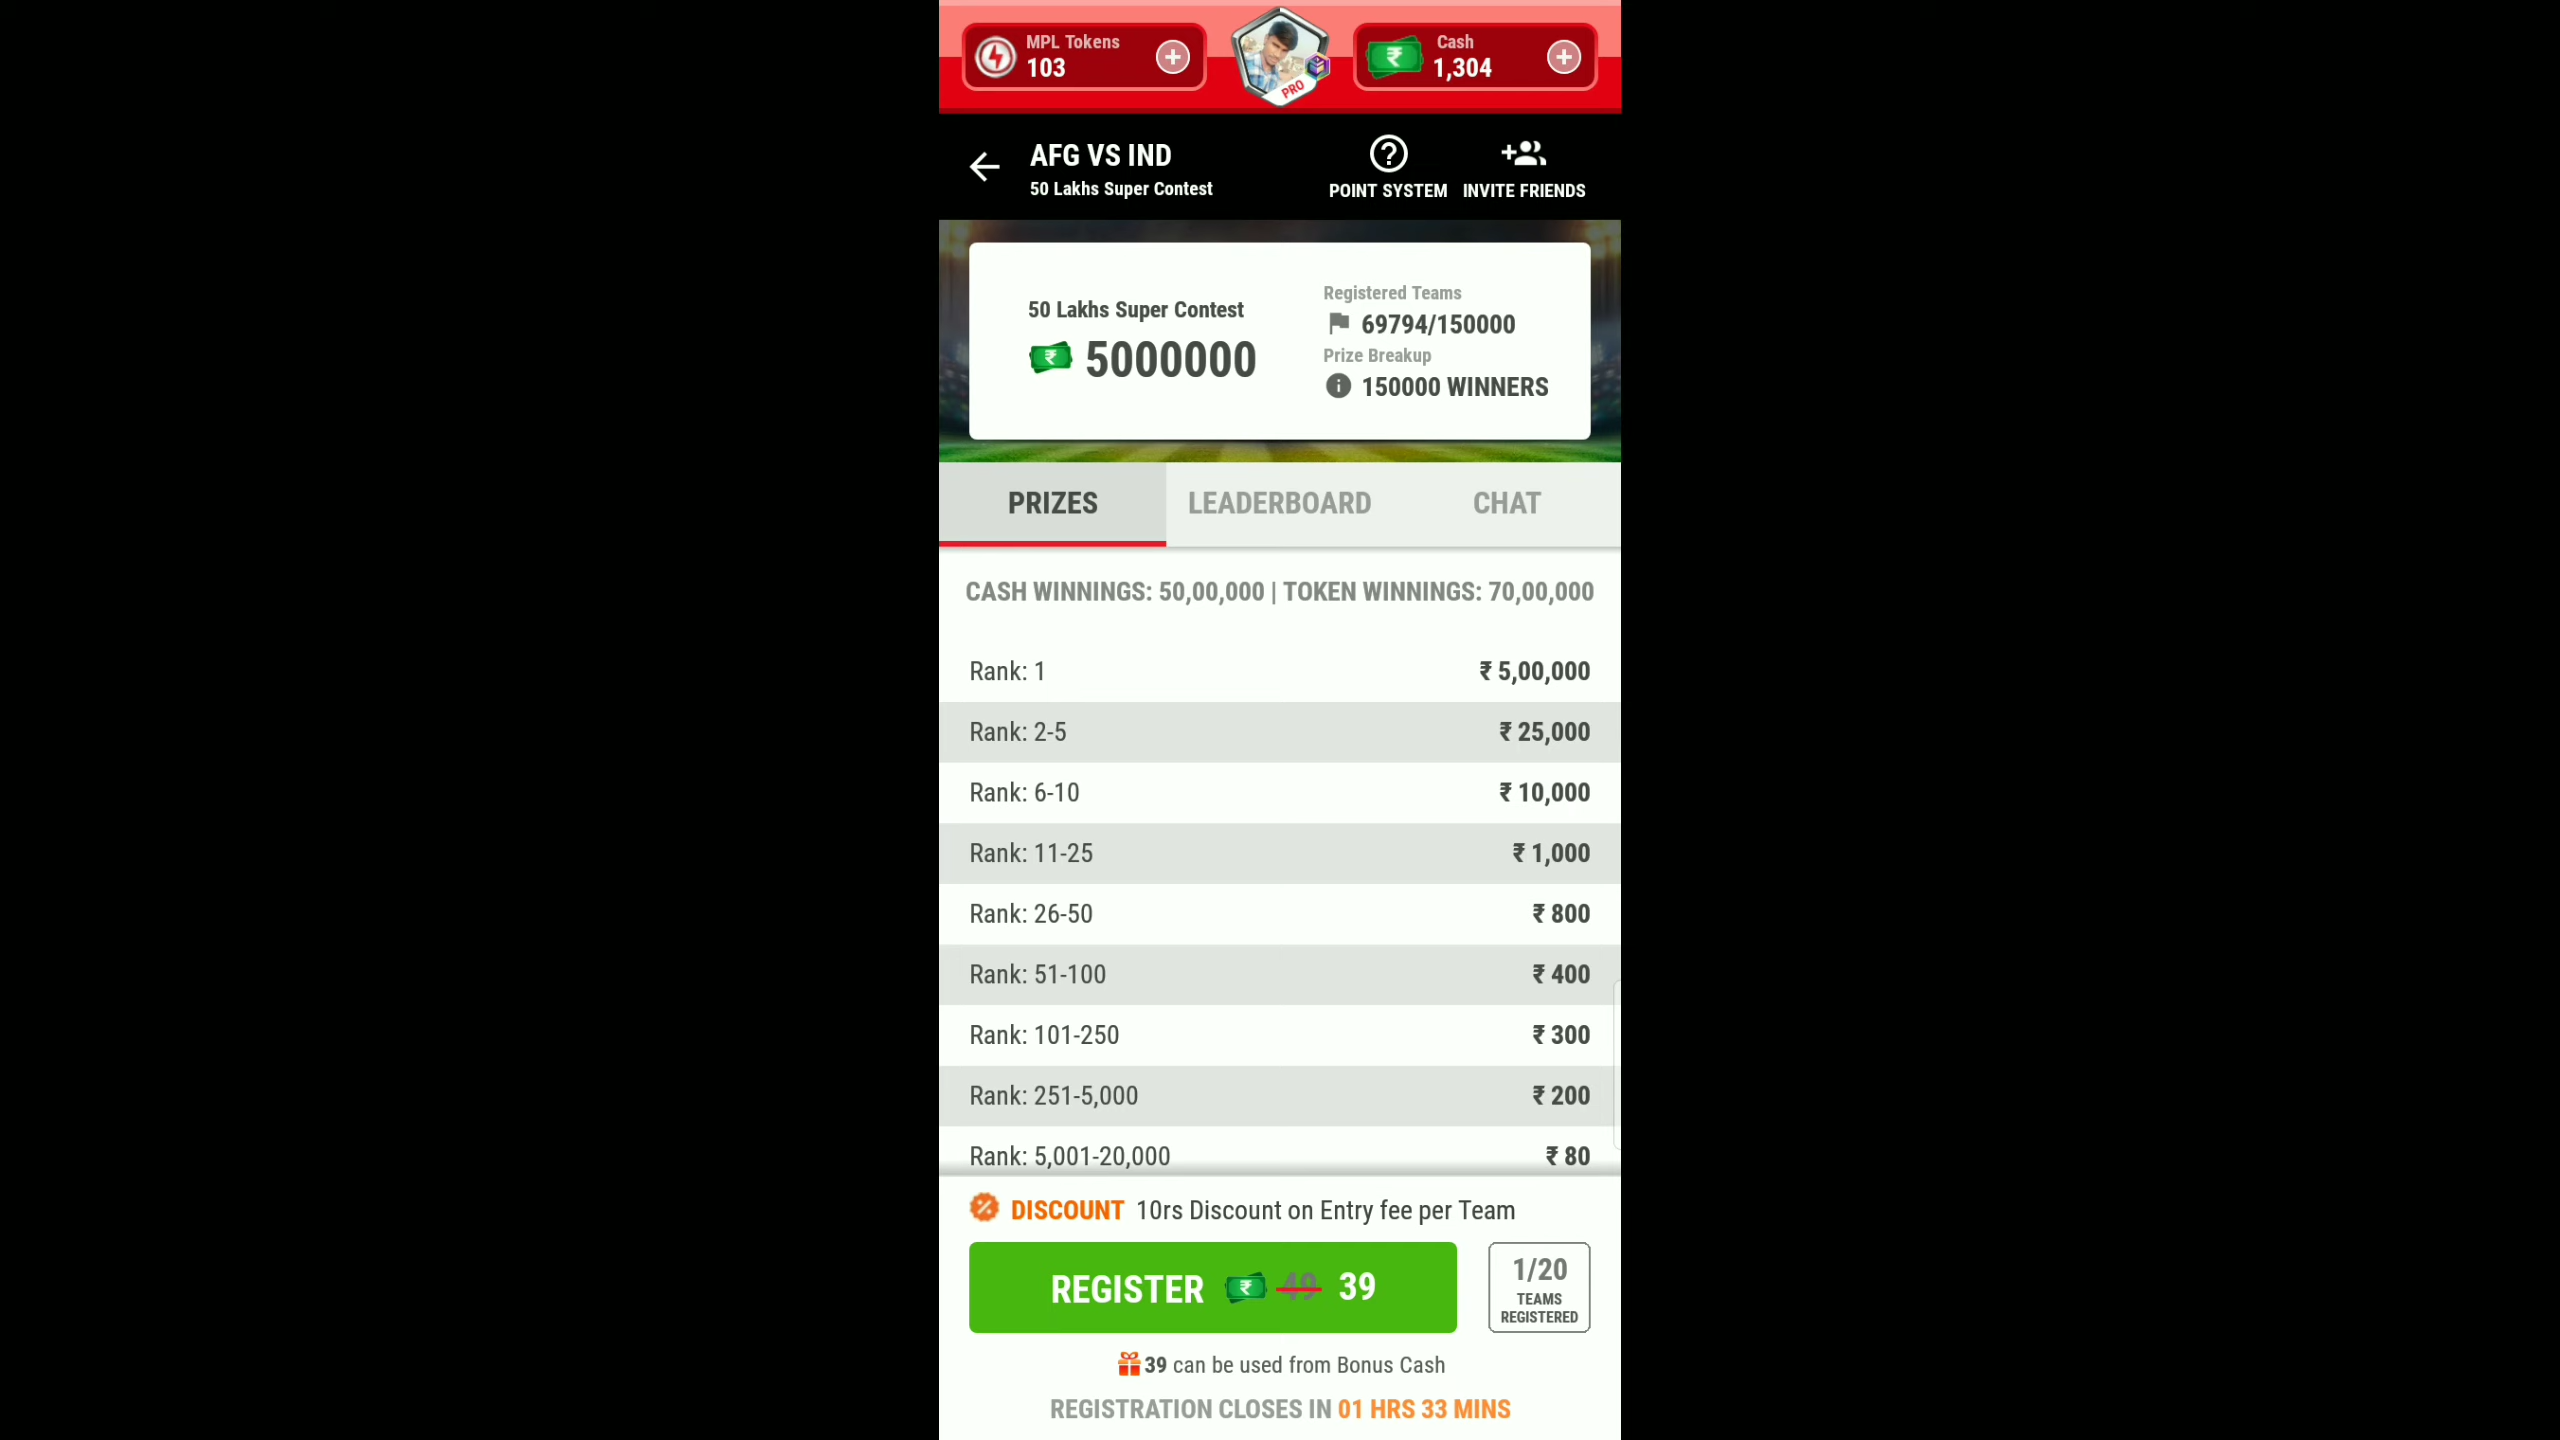 MPL Tokens
103
PRO
Cash
1,304
AFG VS IND
50 Lakhs Super Contest
POINT SYSTEM
INVITE FRIENDS
50 Lakhs Super Contest
₹ 5000000
Registered Teams
69794/150000
Prize Breakup
150000 WINNERS
PRIZES LEADERBOARD CHAT
CASH WINNINGS: 50,00,000 | TOKEN WINNINGS: 70,00,000
Rank: 1 ₹ 5,00,000
Rank: 2-5 ₹ 25,000
Rank: 6-10 ₹ 10,000
Rank: 11-25 ₹ 1,000
Rank: 26-50 ₹ 800
Rank: 51-100 ₹ 400
Rank: 101-250 ₹ 300
Rank: 251-5,000 ₹ 200
Rank: 5,001-20,000 ₹ 80
DISCOUNT 10rs Discount on Entry fee per Team
REGISTER ₹ 49 39
1/20
TEAMS
REGISTERED
39 can be used from Bonus Cash
REGISTRATION CLOSES IN 01 HRS 33 MINS